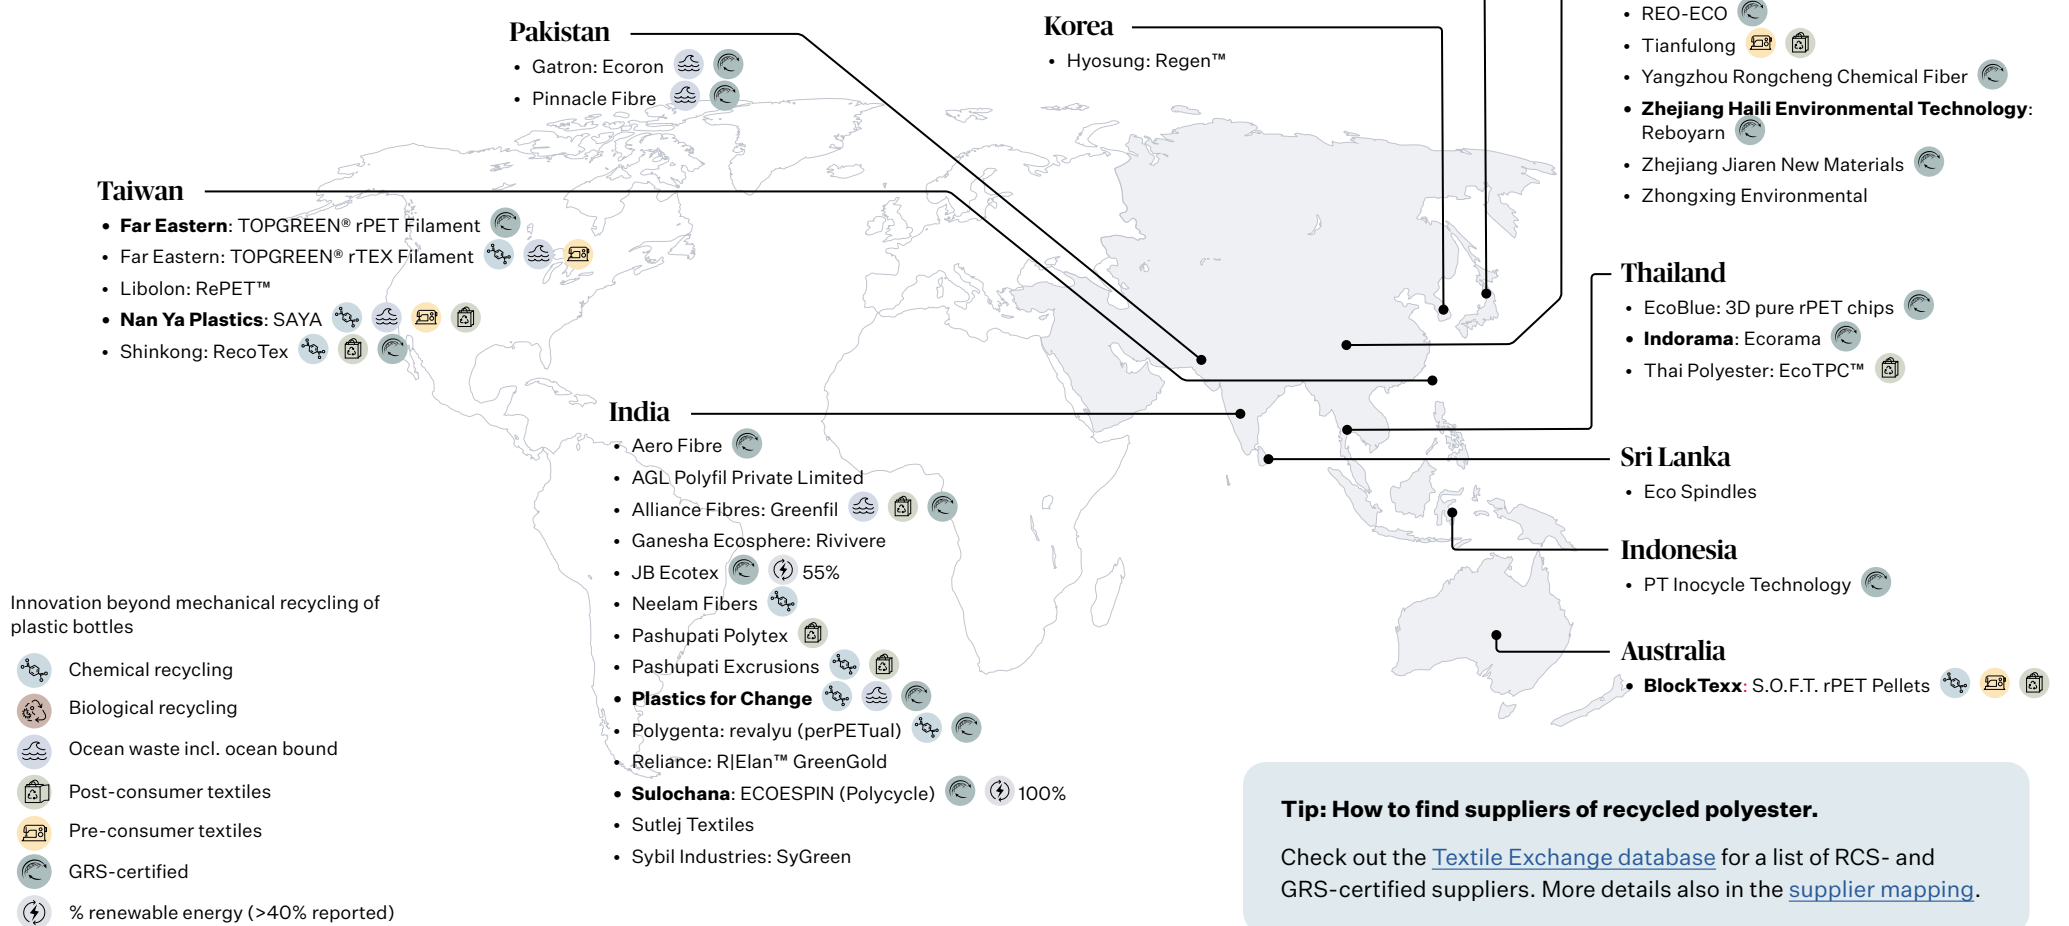 Pakistan
• Gatron: Ecoron
• Pinnacle Fibre
Korea
• Hyosung: Regen™
• REO-ECO
• Tianfulong
• Yangzhou Rongcheng Chemical Fiber
• Zhejiang Haili Environmental Technology:
Reboyarn
• Zhejiang Jiaren New Materials
• Zhongxing Environmental
Taiwan
• Far Eastern: TOPGREEN® rPET Filament
• Far Eastern: TOPGREEN® rTEX Filament
• Libolon: RePET™
• Nan Ya Plastics: SAYA
• Shinkong: RecoTex
Thailand
• EcoBlue: 3D pure rPET chips
• Indorama: Ecorama
• Thai Polyester: EcoTPC™
India
• Aero Fibre
• AGL Polyfil Private Limited
• Alliance Fibres: Greenfil
• Ganesha Ecosphere: Rivivere
• JB Ecotex 55%
• Neelam Fibers
• Pashupati Polytex
• Pashupati Excrusions
• Plastics for Change
• Polygenta: revalyu (perPETual)
• Reliance: R|Elan™ GreenGold
• Sulochana: ECOESPIN (Polycycle) 100%
• Sutlej Textiles
• Sybil Industries: SyGreen
Sri Lanka
• Eco Spindles
Indonesia
• PT Inocycle Technology
Australia
• BlockTexx: S.O.F.T. rPET Pellets
Innovation beyond mechanical recycling of
plastic bottles
Chemical recycling
Biological recycling
Ocean waste incl. ocean bound
Post-consumer textiles
Pre-consumer textiles
GRS-certified
% renewable energy (>40% reported)
Tip: How to find suppliers of recycled polyester.
Check out the Textile Exchange database for a list of RCS- and
GRS-certified suppliers. More details also in the supplier mapping.